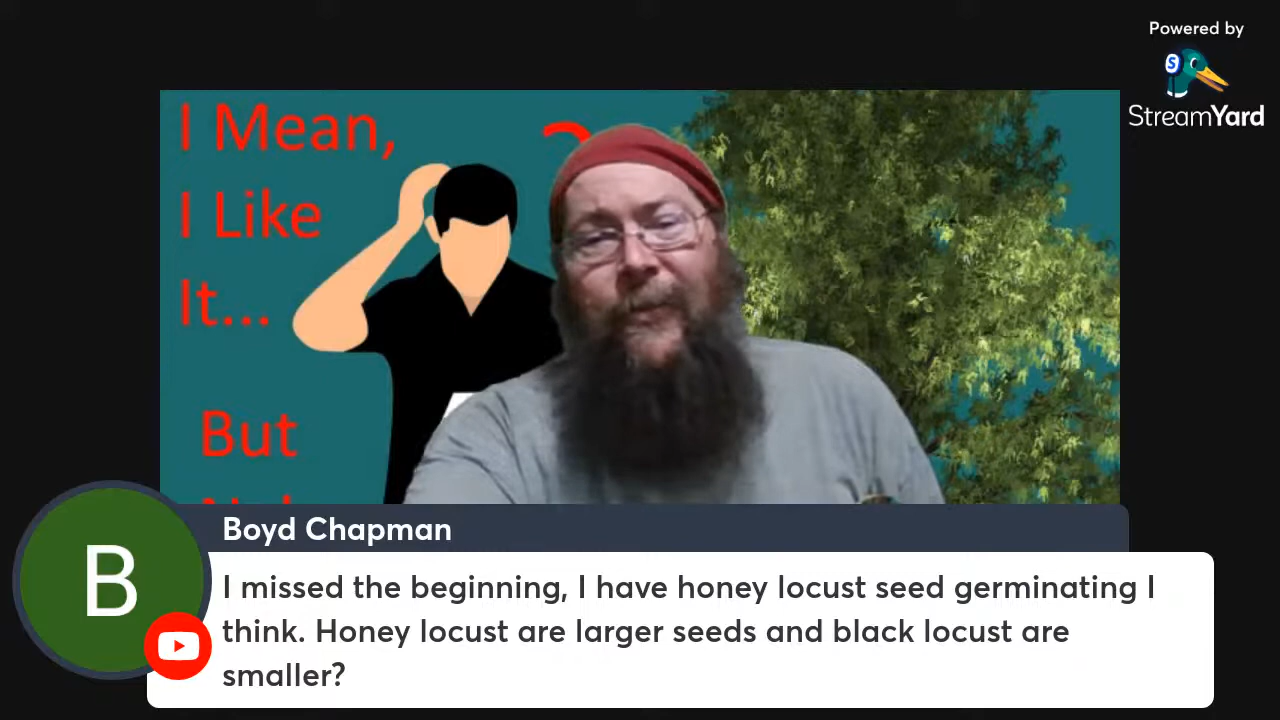 Powered by
S
StreamYard
I Mean,
I Like
It...
?
But
B
Boyd Chapman
I missed the beginning, I have honey locust seed germinating I
think. Honey locust are larger seeds and black locust are
smaller?